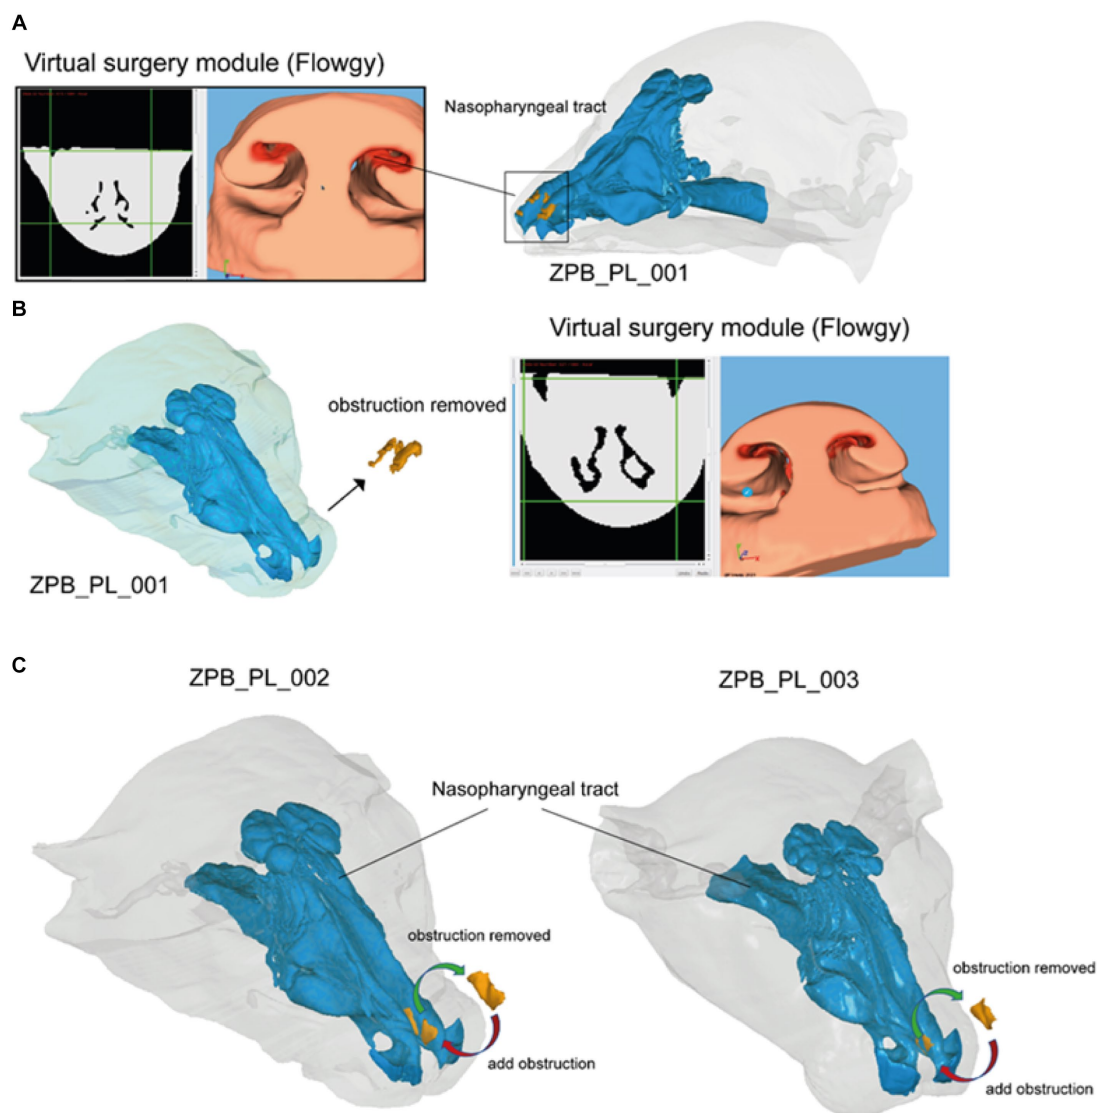 A
Virtual surgery module (Flowgy)
Nasopharyngeal tract
ZPB_PL_001
B
Virtual surgery module (Flowgy)
obstruction removed
ZPB_PL_001
C
ZPB_PL_002
ZPB_PL_003
Nasopharyngeal tract
obstruction removed
obstruction removed
add obstruction
add obstruction